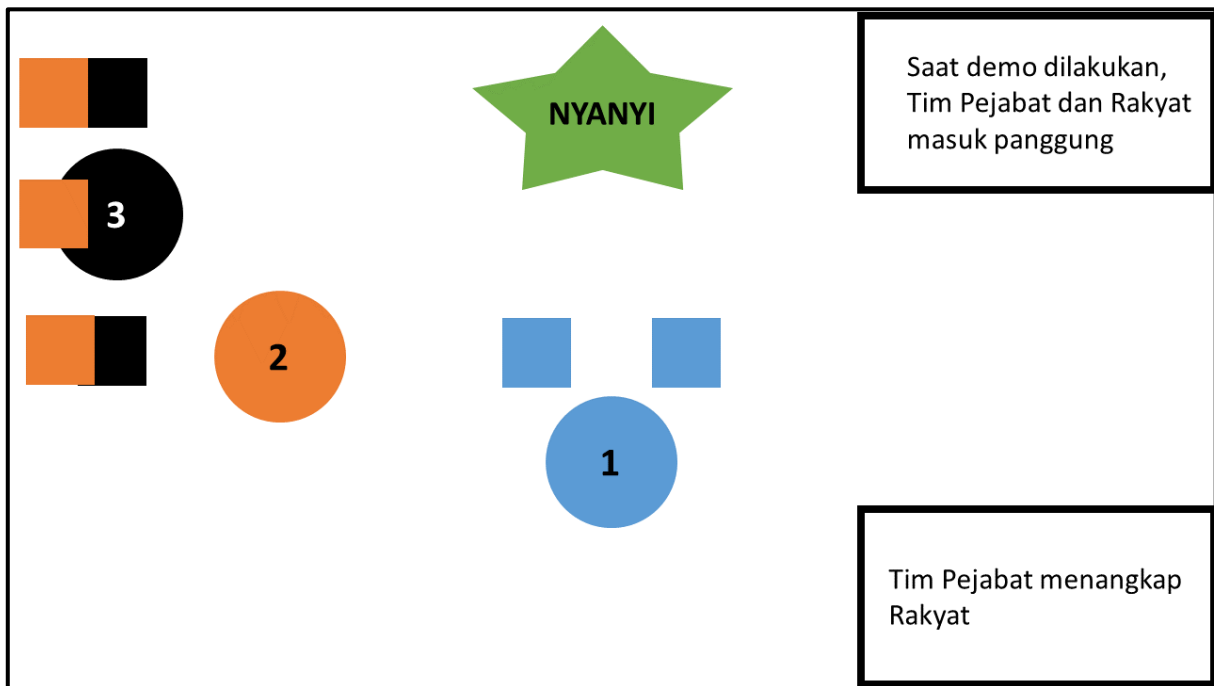 NYANYI
Saat demo dilakukan,
Tim Pejabat dan Rakyat
masuk panggung
3
2
1
Tim Pejabat menangkap
Rakyat